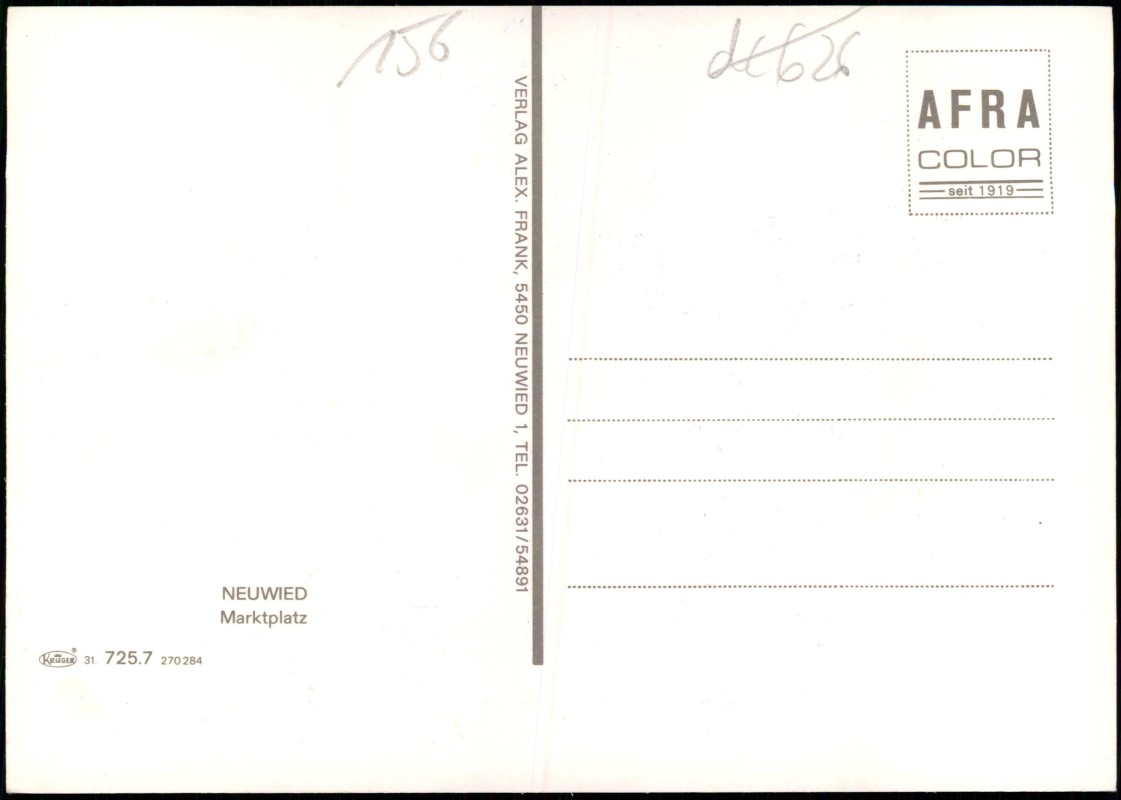 156
AFRA
COLOR
seit 1919
VERLAG ALEX. FRANK, 5450 NEUWIED 1, TEL. 02631/54891
NEUWIED
Marktplatz
KRÜGER ® 31. 725.7 270284